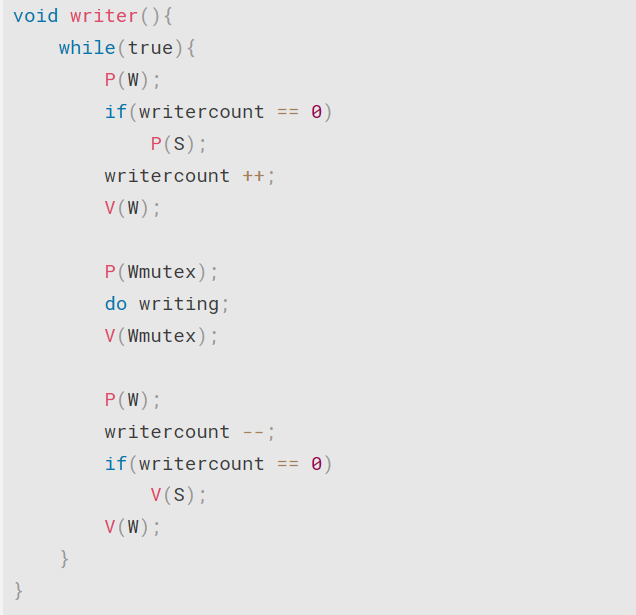 void writer(){
    while(true){
        P(W);
        if(writercount == 0)
            P(S);
        writercount ++;
        V(W);

        P(Wmutex);
        do writing;
        V(Wmutex);

        P(W);
        writercount --;
        if(writercount == 0)
            V(S);
        V(W);
    }
}